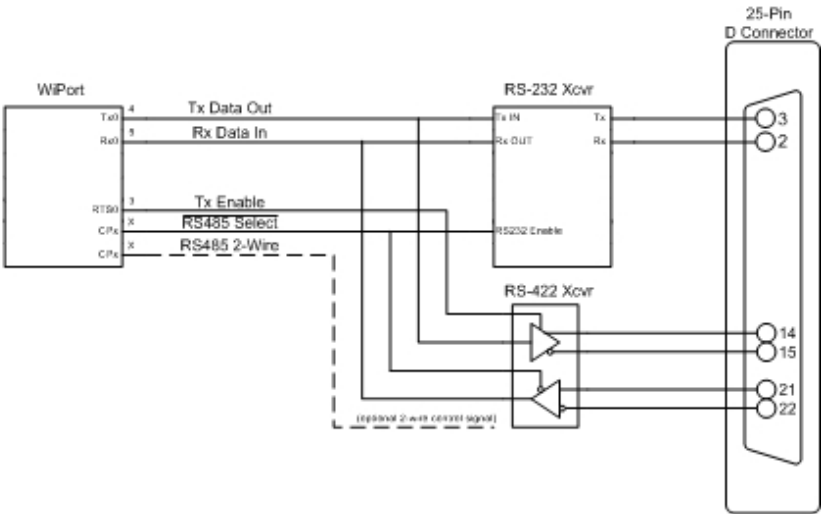 25-Pin
D Connector
WiPort
RS-232 Xcvr
4
Tx Data Out
Tx0
Tx IN
Tx
3
5
Rx Data In
Rx0
Rx OUT
Rx
2
3
Tx Enable
RTS0
x
RS485 Select
CPx
RS232 Enable
x
RS485 2-Wire
CPx
RS-422 Xcvr
14
15
21
22
(optional 2-wire control signal)